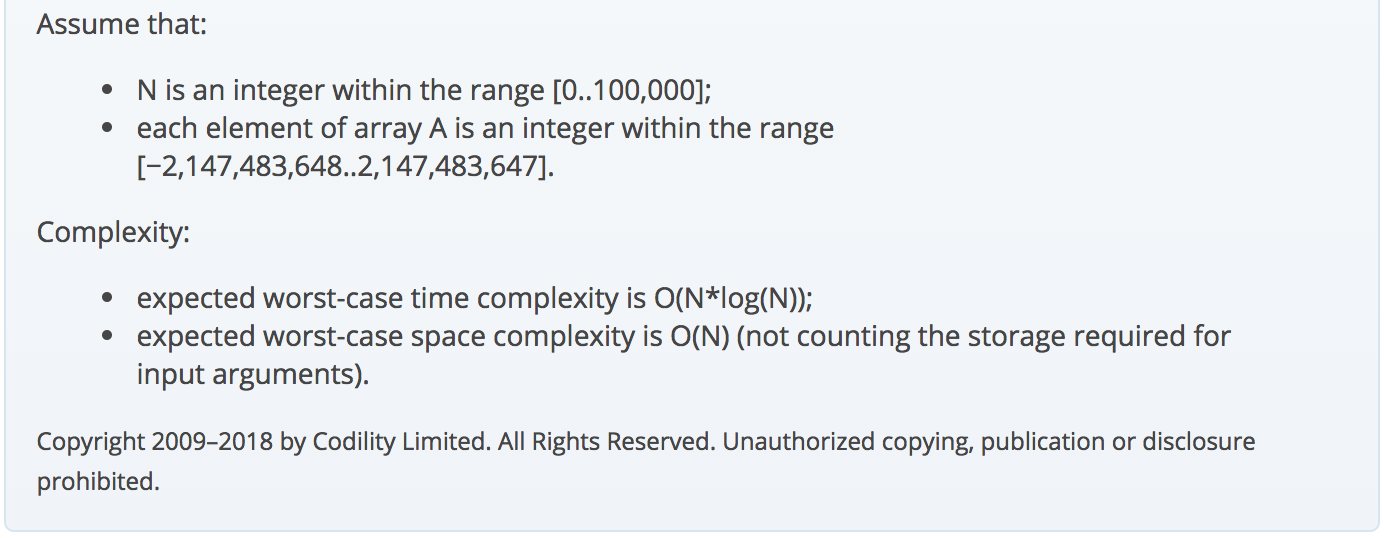 Assume that:
• N is an integer within the range [0..100,000];
• each element of array A is an integer within the range
[−2,147,483,648..2,147,483,647].
Complexity:
• expected worst-case time complexity is O(N*log(N));
• expected worst-case space complexity is O(N) (not counting the storage required for
input arguments).
Copyright 2009–2018 by Codility Limited. All Rights Reserved. Unauthorized copying, publication or disclosure
prohibited.